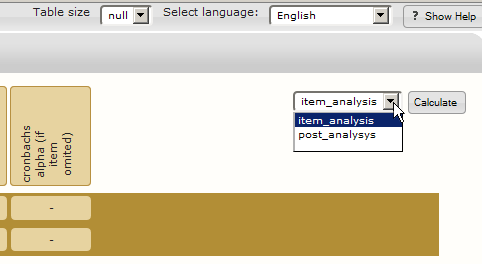 Table size null Select language: English ? Show Help
item_analysis Calculate
item_analysis
post_analysys
cronbachs
alpha (if
item
omited)
-
-